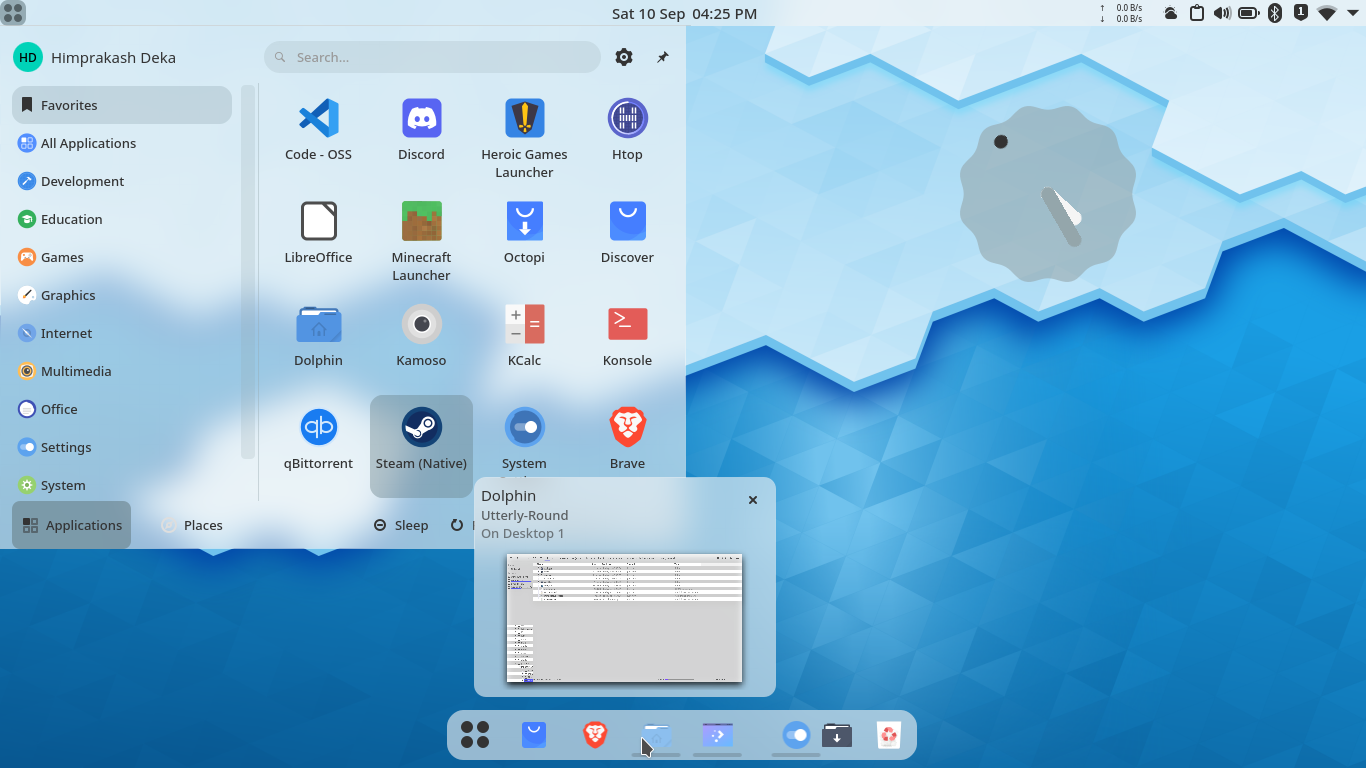 Sat 10 Sep 04:25 PM
↑ 0.0 B/s
↓ 0.0 B/s
1
HD
Himprakash Deka
Search...
Favorites
All Applications
Development
Education
Games
Graphics
Internet
Multimedia
Office
Settings
System
Code - OSS
Discord
Heroic Games
Launcher
Htop
LibreOffice
Minecraft
Launcher
Octopi
Discover
Dolphin
Kamoso
KCalc
Konsole
qb
qBittorrent
Steam (Native)
System
Brave
Applications
Places
Sleep
Dolphin
Utterly-Round
On Desktop 1